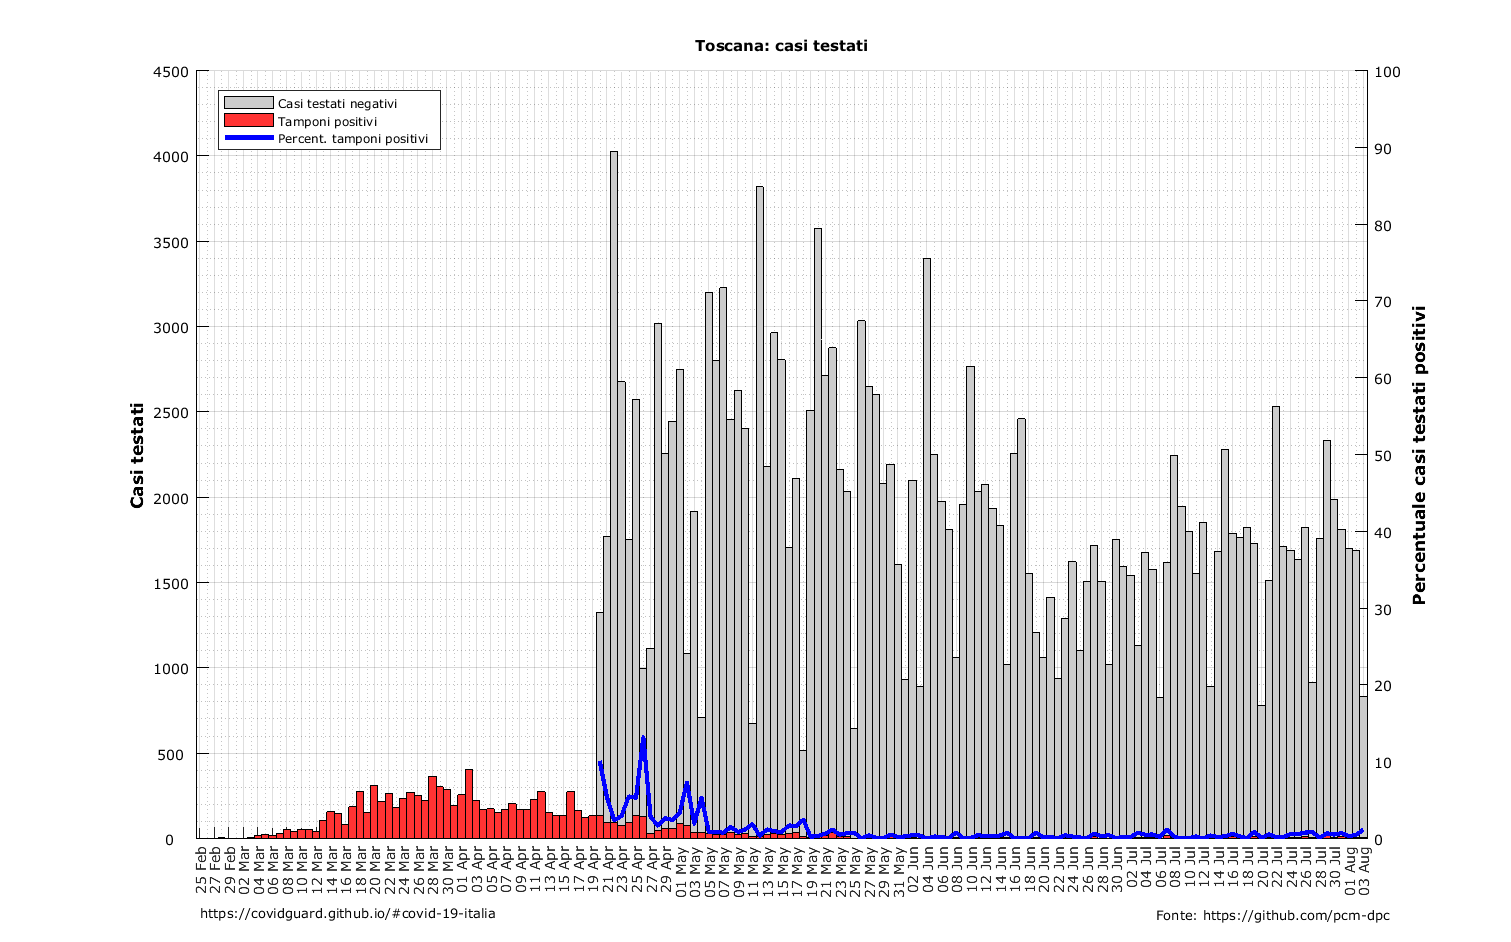 Toscana: casi testati
4500
4000
3500
3000
2500
2000
1500
1000
500
0
Casi testati
Casi testati negativi
Tamponi positivi
Percent. tamponi positivi
100
90
80
70
60
50
40
30
20
10
0
Percentuale casi testati positivi
25 Feb
27 Feb
29 Feb
02 Mar
04 Mar
06 Mar
08 Mar
10 Mar
12 Mar
14 Mar
16 Mar
18 Mar
20 Mar
22 Mar
24 Mar
26 Mar
28 Mar
30 Mar
01 Apr
03 Apr
05 Apr
07 Apr
09 Apr
11 Apr
13 Apr
15 Apr
17 Apr
19 Apr
21 Apr
23 Apr
25 Apr
27 Apr
29 Apr
01 May
03 May
05 May
07 May
09 May
11 May
13 May
15 May
17 May
19 May
21 May
23 May
25 May
27 May
29 May
31 May
02 Jun
04 Jun
06 Jun
08 Jun
10 Jun
12 Jun
14 Jun
16 Jun
18 Jun
20 Jun
22 Jun
24 Jun
26 Jun
28 Jun
30 Jun
02 Jul
04 Jul
06 Jul
08 Jul
10 Jul
12 Jul
14 Jul
16 Jul
18 Jul
20 Jul
22 Jul
24 Jul
26 Jul
28 Jul
30 Jul
01 Aug
03 Aug
https://covidguard.github.io/#covid-19-italia
Fonte: https://github.com/pcm-dpc